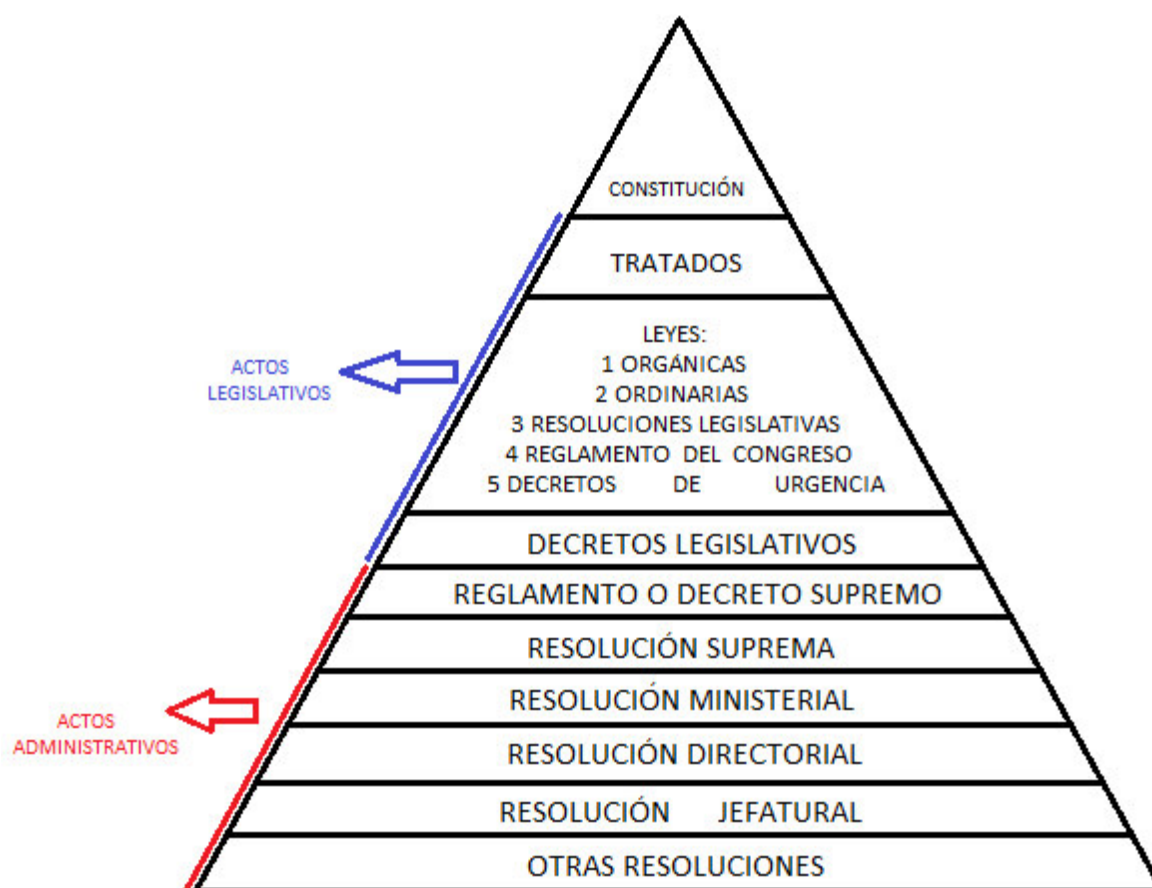 CONSTITUCIÓN
TRATADOS
LEYES:
1 ORGÁNICAS
2 ORDINARIAS
3 RESOLUCIONES LEGISLATIVAS
4 REGLAMENTO DEL CONGRESO
5 DECRETOS DE URGENCIA
ACTOS
LEGISLATIVOS
DECRETOS LEGISLATIVOS
REGLAMENTO O DECRETO SUPREMO
RESOLUCIÓN SUPREMA
RESOLUCIÓN MINISTERIAL
ACTOS
ADMINISTRATIVOS
RESOLUCIÓN DIRECTORIAL
RESOLUCIÓN JEFATURAL
OTRAS RESOLUCIONES